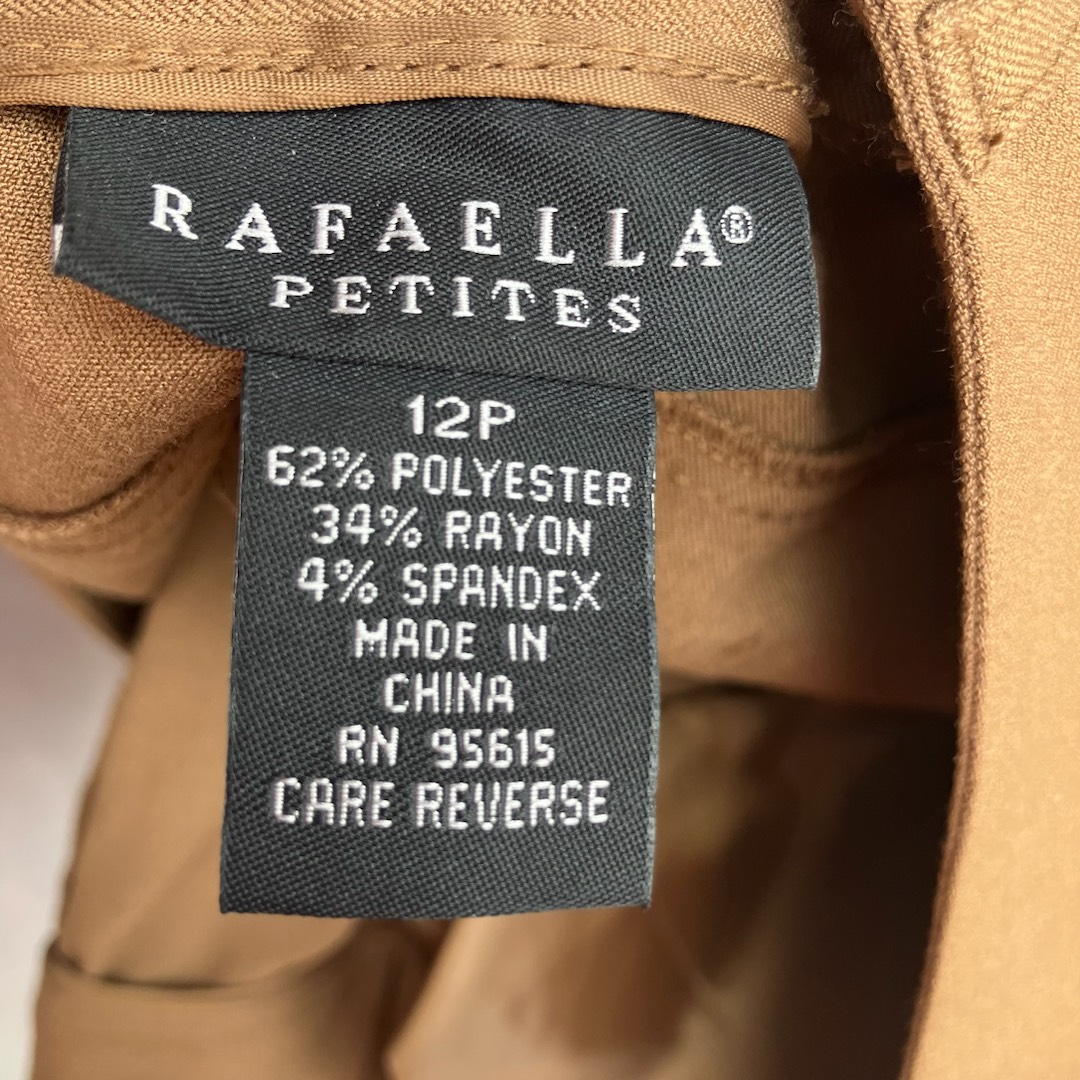 RAFAELLA®
PETITES
12P
62% POLYESTER
34% RAYON
4% SPANDEX
MADE IN
CHINA
RN 95615
CARE REVERSE